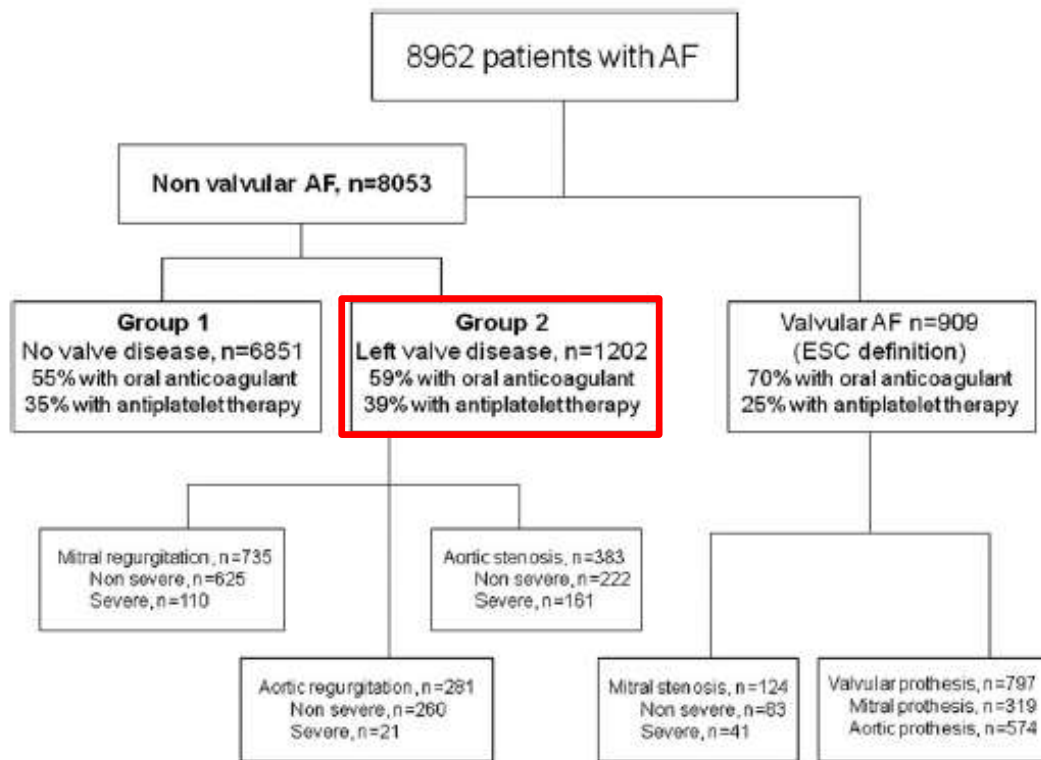 8962 patients with AF
Non valvular AF, n=8053
Group 1
No valve disease, n=6851
55% with oral anticoagulant
35% with antiplatelet therapy
Group 2
Left valve disease, n=1202
59% with oral anticoagulant
39% with antiplatelet therapy
Valvular AF n=909
(ESC definition)
70% with oral anticoagulant
25% with antiplatelet therapy
Mitral regurgitation, n=735
Non severe, n=625
Severe, n=110
Aortic stenosis, n=383
Non severe, n=222
Severe, n=161
Aortic regurgitation, n=281
Non severe, n=260
Severe, n=21
Mitral stenosis, n=124
Non severe, n=83
Severe, n=41
Valvular prothesis, n=797
Mitral prothesis, n=319
Aortic prothesis, n=574